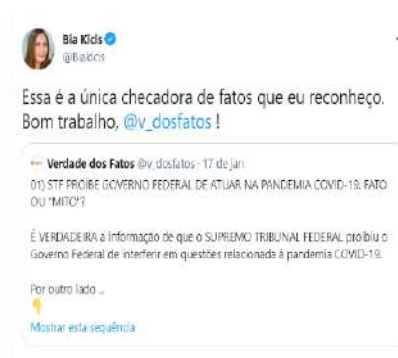 Bia Kicis
@Biakicis
Essa é a única checadora de fatos que eu reconheço.
Bom trabalho, @v_dosfatos !
Verdade dos Fatos @v_dosfatos · 17 de jan
01) STF PROIBE GOVERNO FEDERAL DE ATUAR NA PANDEMIA COVID-19. FATO
OU "MITO"?
É VERDADEIRA a informação de que o SUPREMO TRIBUNAL FEDERAL proibiu o
Governo Federal de interferir em questões relacionada à pandemia COVID-19.
Por outro lado ...
Mostrar esta sequência